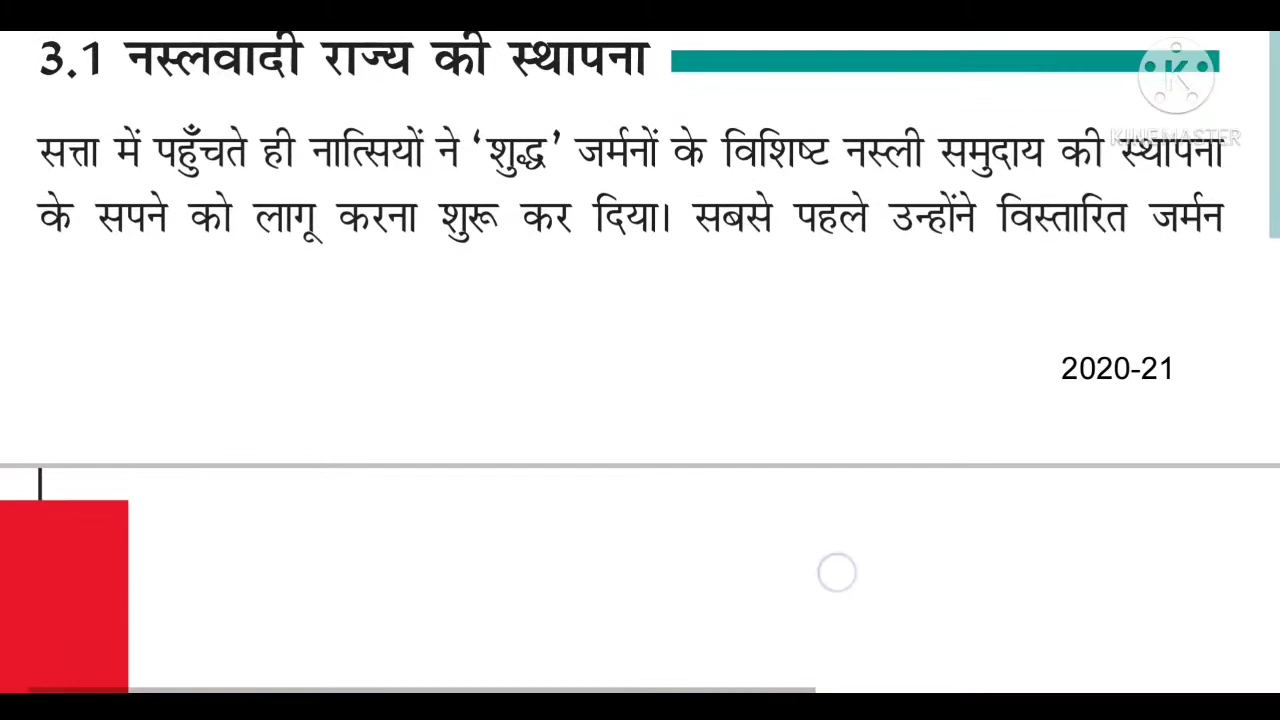 3.1 नस्लवादी राज्य की स्थापना
K
KINEMASTER
सत्ता में पहुँचते ही नात्सियों ने ‘शुद्ध’ जर्मनों के विशिष्ट नस्ली समुदाय की स्थापना
के सपने को लागू करना शुरू कर दिया। सबसे पहले उन्होंने विस्तारित जर्मन
2020-21